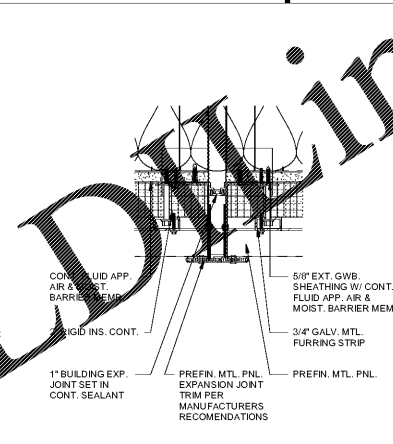 LDILin
CONT. FLUID APP.
AIR & MOIST.
BARRIER MEMB.
2" RIGID INS. CONT.
1" BUILDING EXP.
JOINT SET IN
CONT. SEALANT
PREFIN. MTL. PNL.
EXPANSION JOINT
TRIM PER
MANUFACTURERS
RECOMENDATIONS
5/8" EXT. GWB.
SHEATHING W/ CONT.
FLUID APP. AIR &
MOIST. BARRIER MEM
3/4" GALV. MTL.
FURRING STRIP
PREFIN. MTL. PNL.